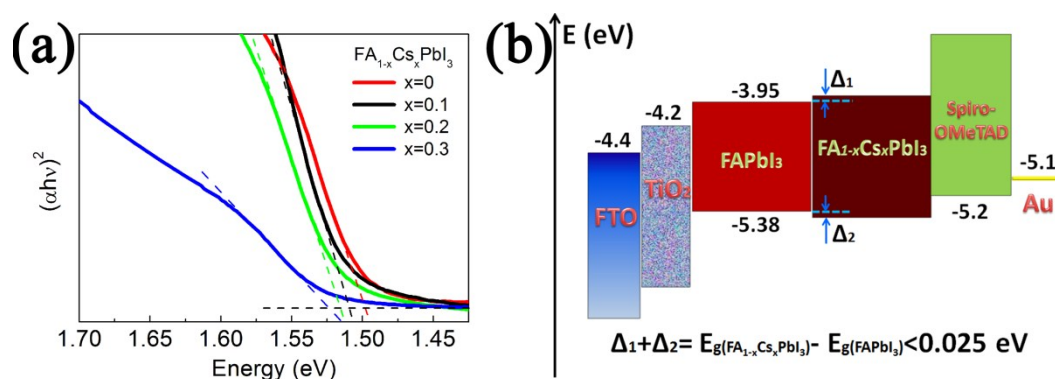 (a)
(αhν)²
FA₁₋ₓCsₓPbI₃
x=0
x=0.1
x=0.2
x=0.3
1.70 1.65 1.60 1.55 1.50 1.45
Energy (eV)
(b)
E (eV)
-4.4
-4.2
-3.95
Δ₁
-5.1
FTO
TiO₂
FAPbI₃
FA₁₋ₓCsₓPbI₃
Spiro-
OMeTAD
Au
-5.38
Δ₂
-5.2
Δ₁+Δ₂= Eg(FA₁₋ₓCsₓPbI₃)- Eg(FAPbI₃)<0.025 eV